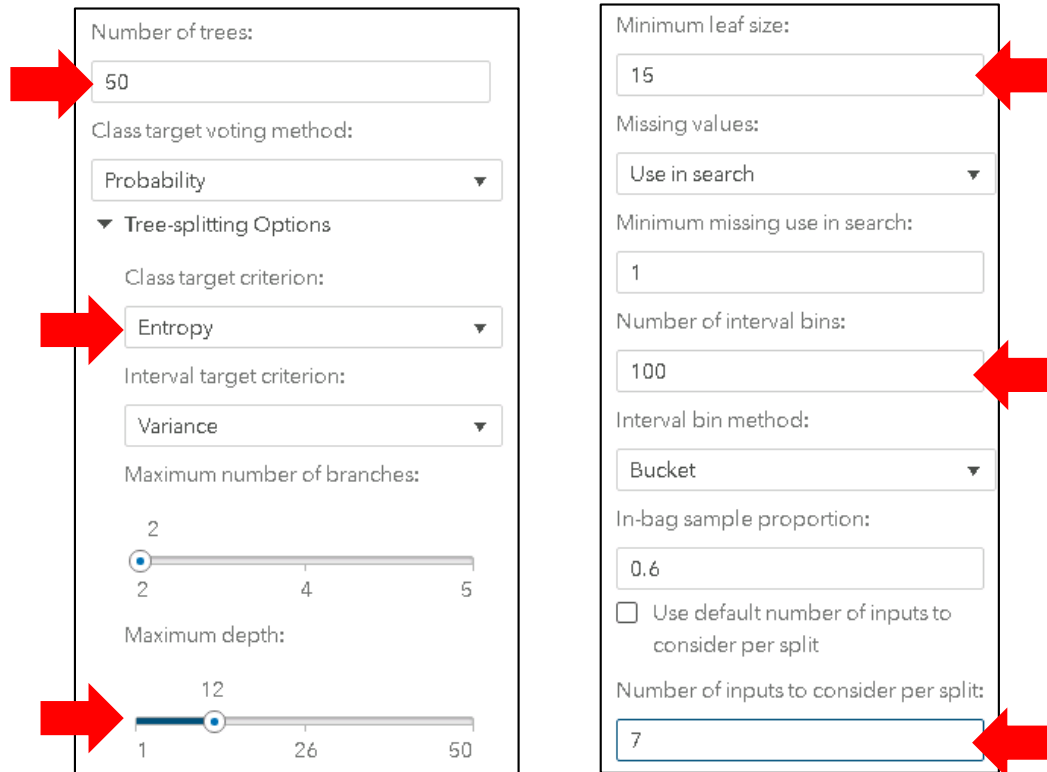 Number of trees:
50
Class target voting method:
Probability
Tree-splitting Options
Class target criterion:
Entropy
Interval target criterion:
Variance
Maximum number of branches:
2
2 4 5
Maximum depth:
12
1 26 50
Minimum leaf size:
15
Missing values:
Use in search
Minimum missing use in search:
1
Number of interval bins:
100
Interval bin method:
Bucket
In-bag sample proportion:
0.6
Use default number of inputs to
consider per split
Number of inputs to consider per split:
7